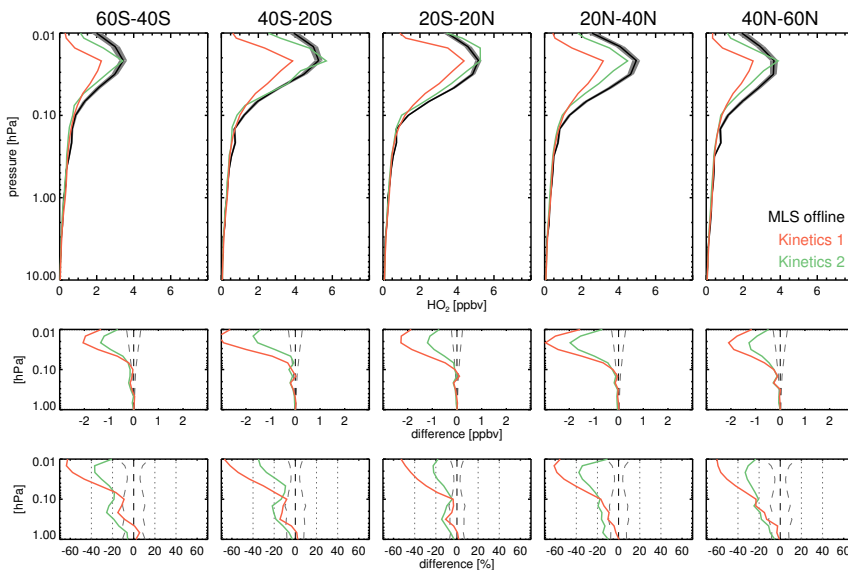 60S-40S 40S-20S 20S-20N 20N-40N 40N-60N
0.01
0.10
1.00
10.00
pressure [hPa]
MLS offline
Kinetics 1
Kinetics 2
0 2 4 6 0 2 4 6 0 2 4 6 0 2 4 6 0 2 4 6
HO₂ [ppbv]
0.01
0.10
1.00
[hPa]
-2 -1 0 1 2 -2 -1 0 1 2 -2 -1 0 1 2 -2 -1 0 1 2 -2 -1 0 1 2
difference [ppbv]
0.01
0.10
1.00
[hPa]
-60 -40 -20 0 20 40 60 -60 -40 -20 0 20 40 60 -60 -40 -20 0 20 40 60 -60 -40 -20 0 20 40 60 -60 -40 -20 0 20 40 60
difference [%]